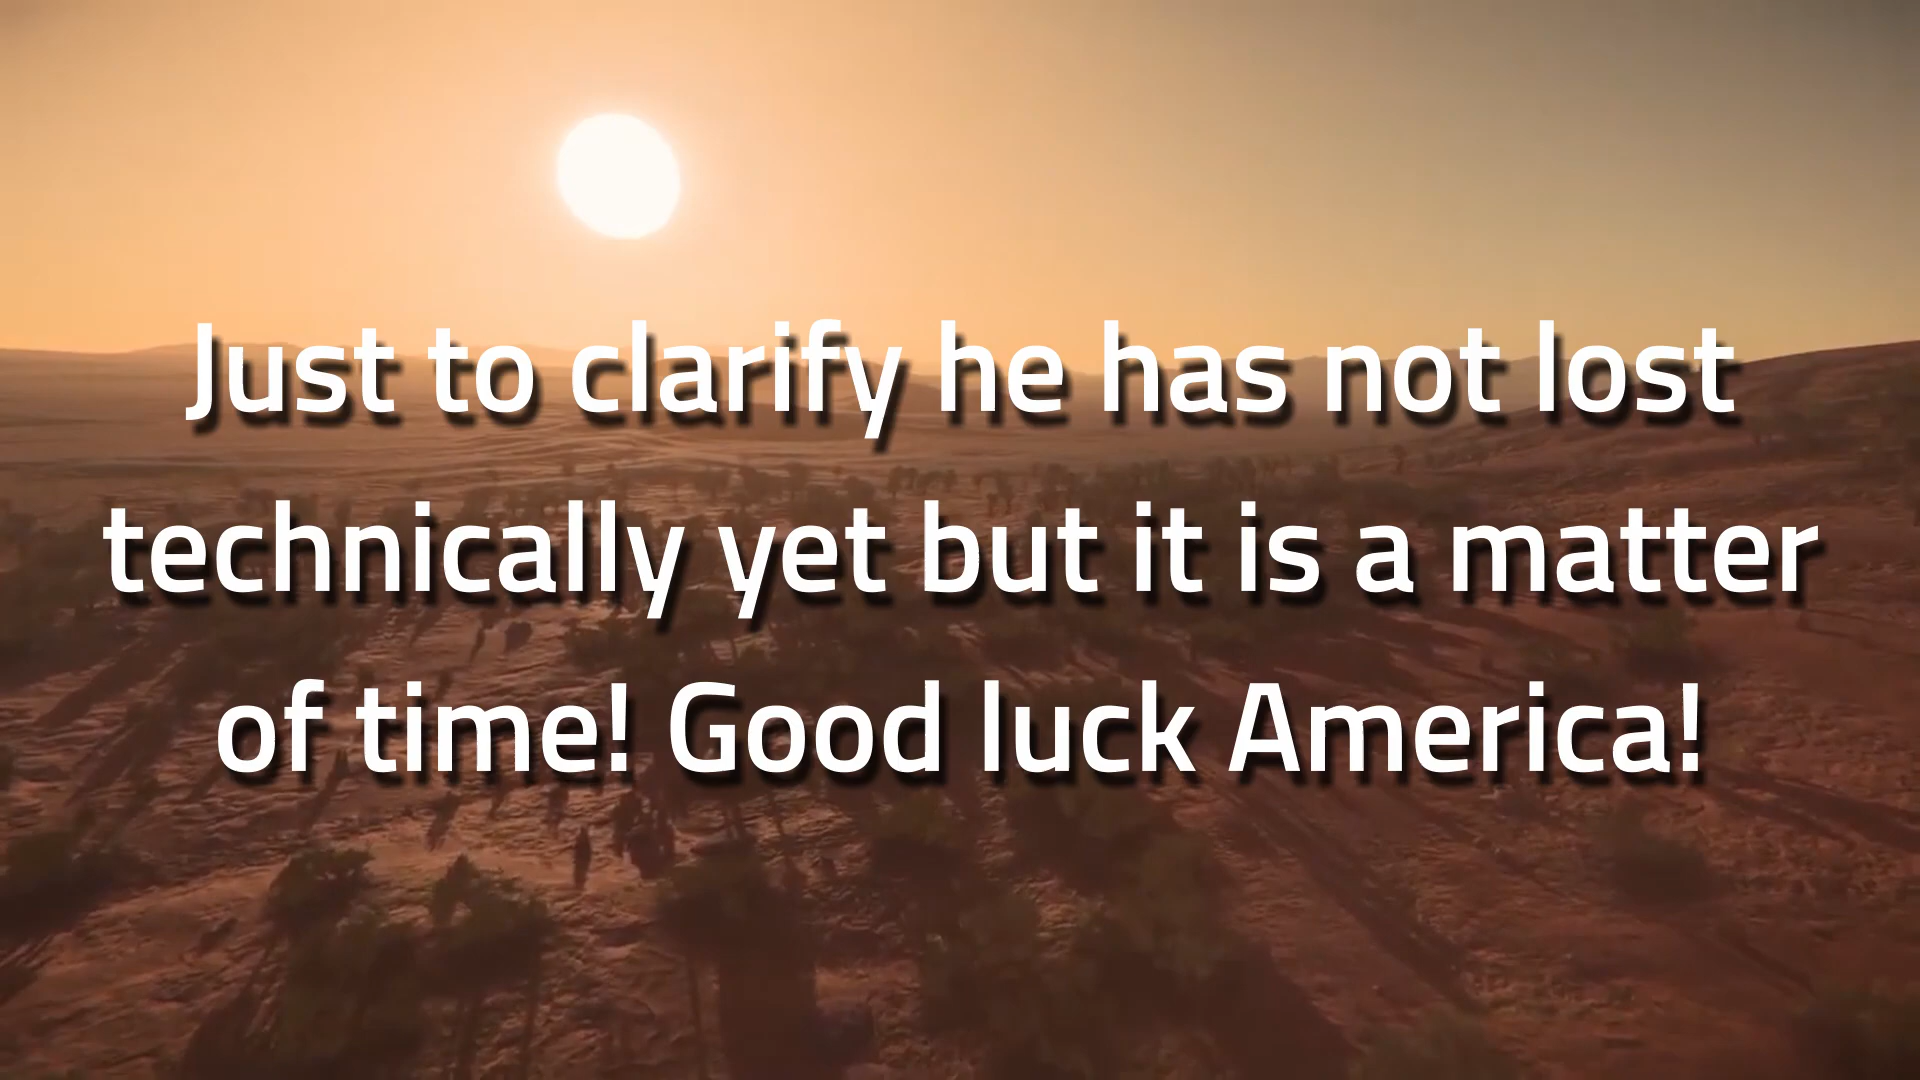 Just to clarify he has not lost
technically yet but it is a matter
of time! Good luck America!